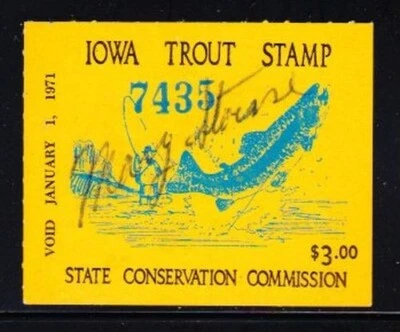 IOWA TROUT STAMP
7435
VOID JANUARY 1, 1971
$3.00
STATE CONSERVATION COMMISSION